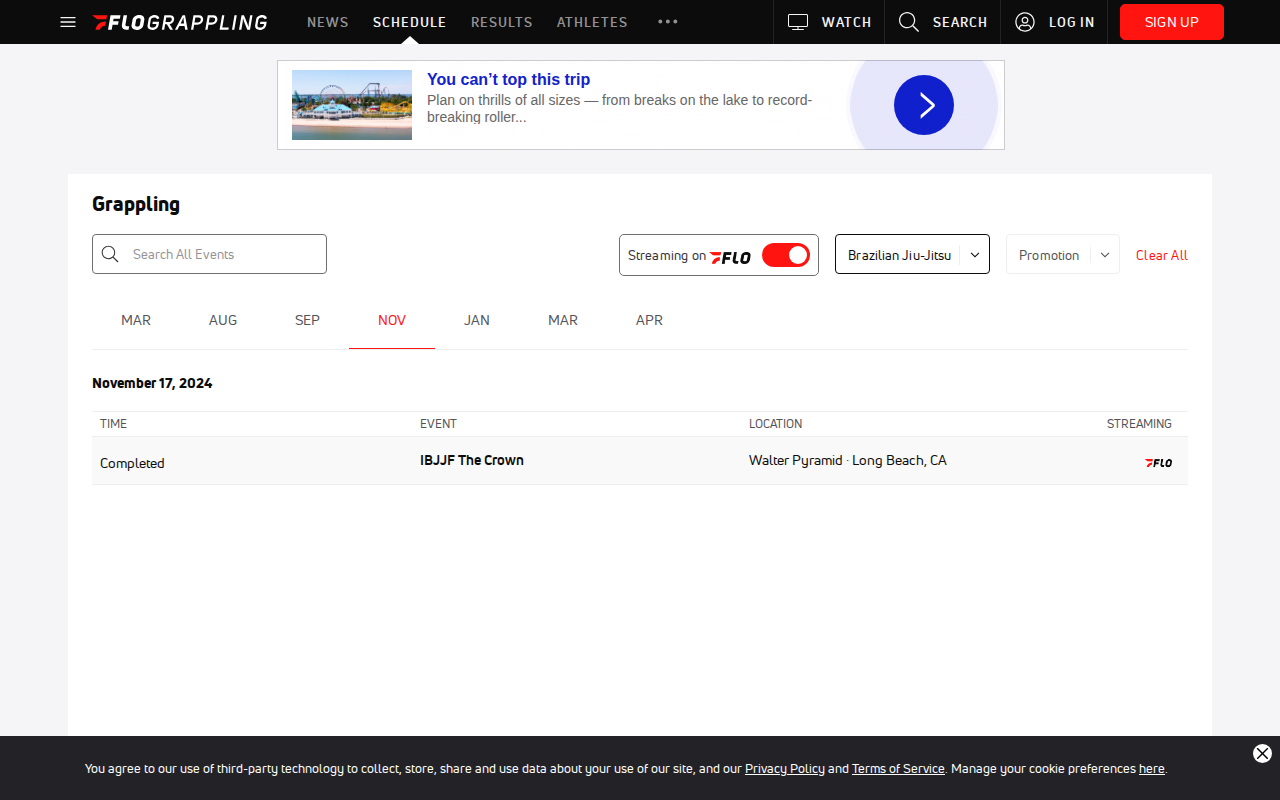 FLOGRAPPLING NEWS SCHEDULE RESULTS ATHLETES WATCH SEARCH LOG IN SIGN UP
You can't top this trip
Plan on thrills of all sizes — from breaks on the lake to record-
breaking roller...
Grappling
Search All Events Streaming on FLO Brazilian Jiu-Jitsu Promotion Clear All
MAR AUG SEP NOV JAN MAR APR
November 17, 2024
TIME EVENT LOCATION STREAMING
Completed IBJJF The Crown Walter Pyramid · Long Beach, CA FLO
You agree to our use of third-party technology to collect, store, share and use data about your use of our site, and our Privacy Policy and Terms of Service. Manage your cookie preferences here.